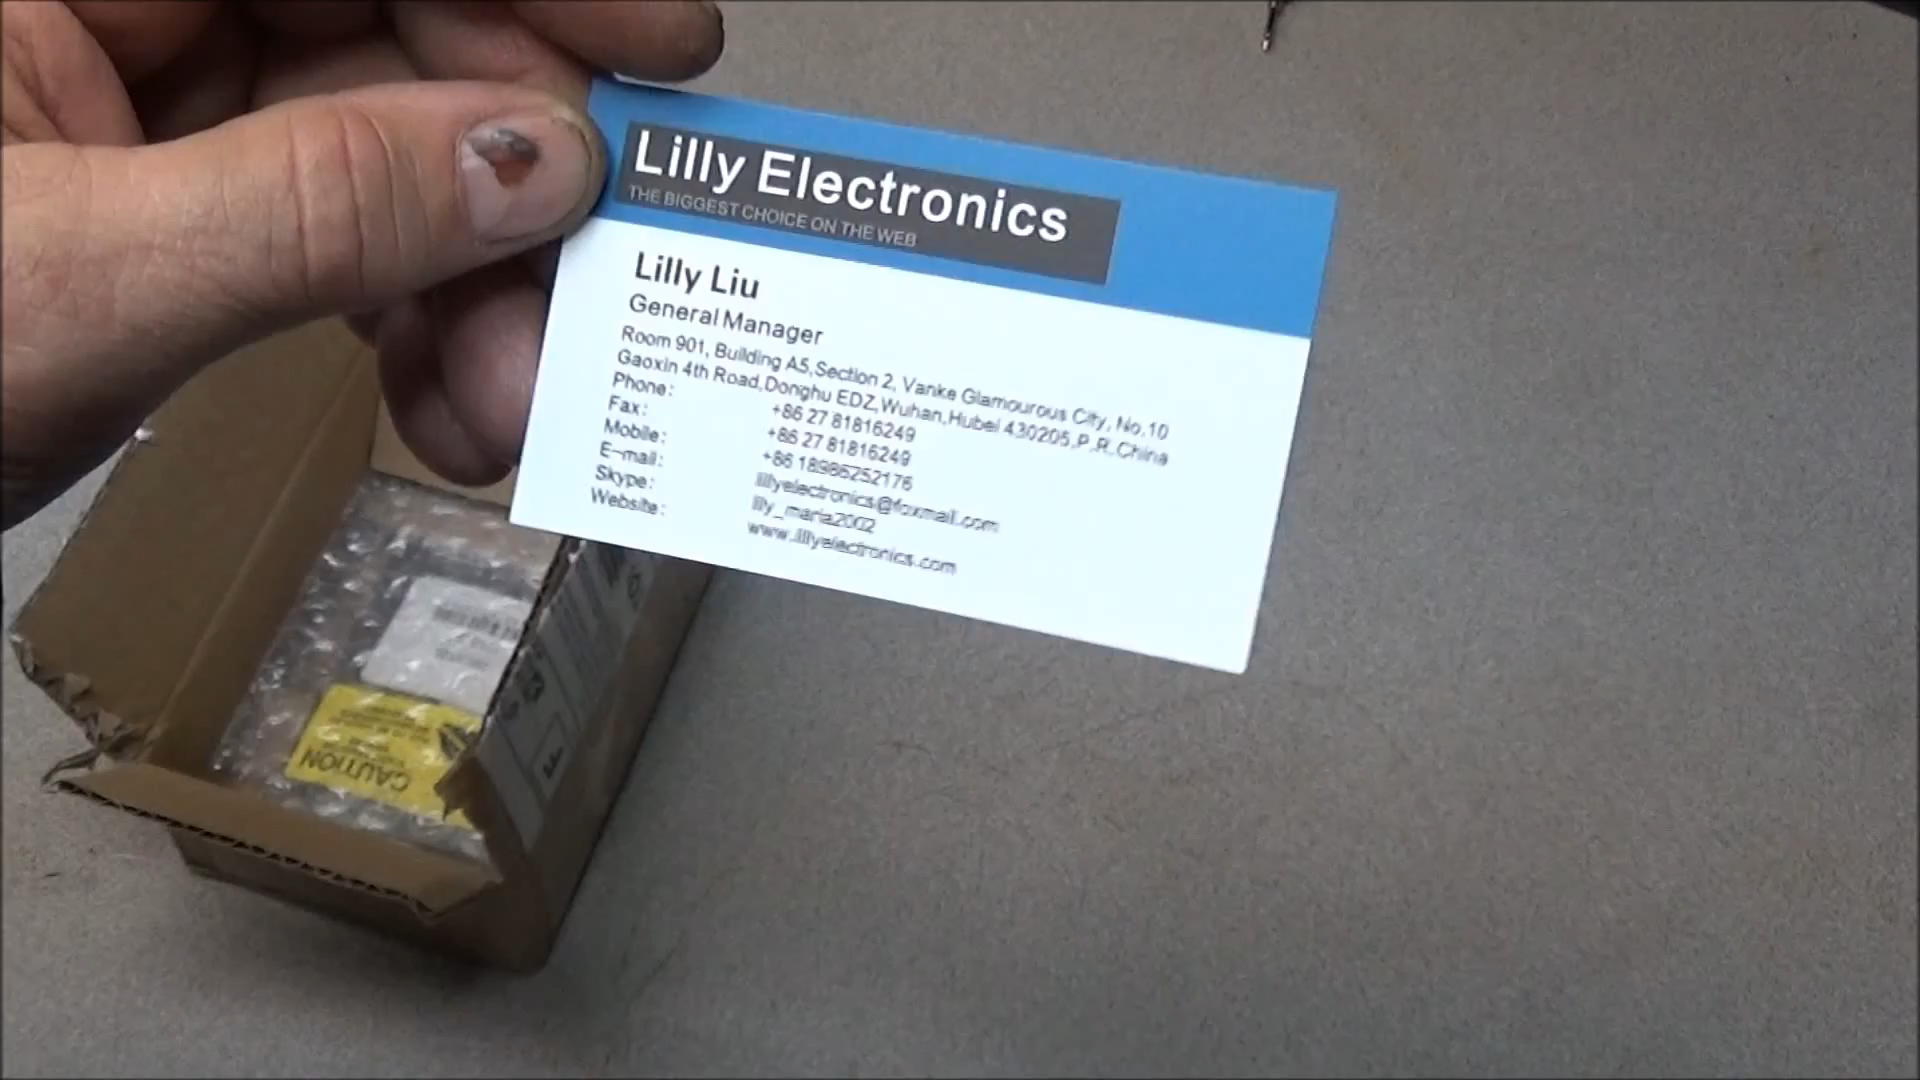 Lilly Electronics
THE BIGGEST CHOICE ON THE WEB
Lilly Liu
General Manager
Room 901, Building A5,Section 2, Vanke Glamourous City, No.10
Gaoxin 4th Road,Donghu EDZ,Wuhan,Hubei 430205,P.R.China
Phone: +86 27 81816249
Fax: +86 27 81816249
Mobile: +86 18986252176
E-mail: lillyelectronics@foxmail.com
Skype: lily_maria2002
Website: www.lillyelectronics.com
CAUTION